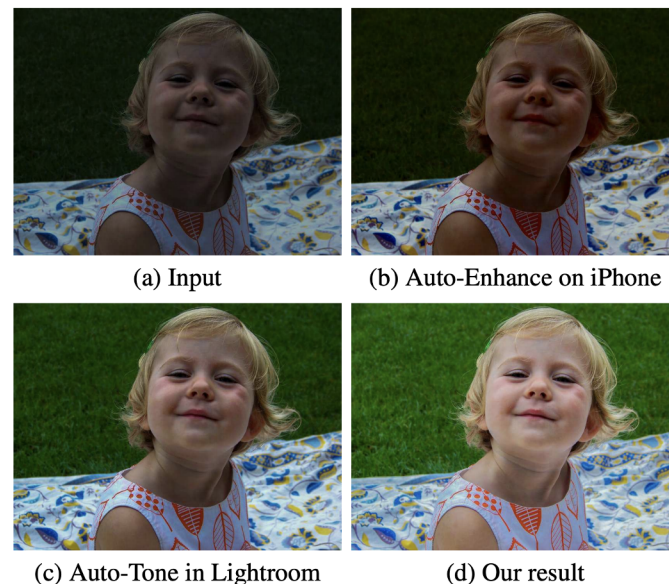 (a) Input
(b) Auto-Enhance on iPhone
(c) Auto-Tone in Lightroom
(d) Our result